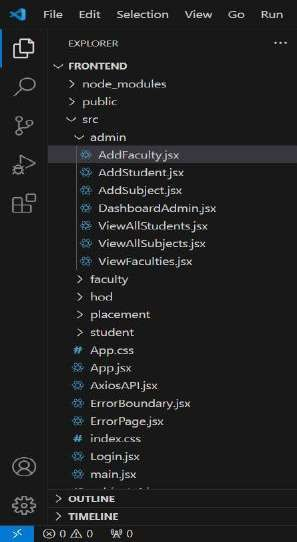 File Edit Selection View Go Run
EXPLORER
FRONTEND
node_modules
public
src
admin
AddFaculty.jsx
AddStudent.jsx
AddSubject.jsx
DashboardAdmin.jsx
ViewAllStudents.jsx
ViewAllSubjects.jsx
ViewFaculties.jsx
faculty
hod
placement
student
# App.css
App.jsx
AxiosAPI.jsx
ErrorBoundary.jsx
ErrorPage.jsx
# index.css
Login.jsx
main.jsx
OUTLINE
TIMELINE
0 0 0